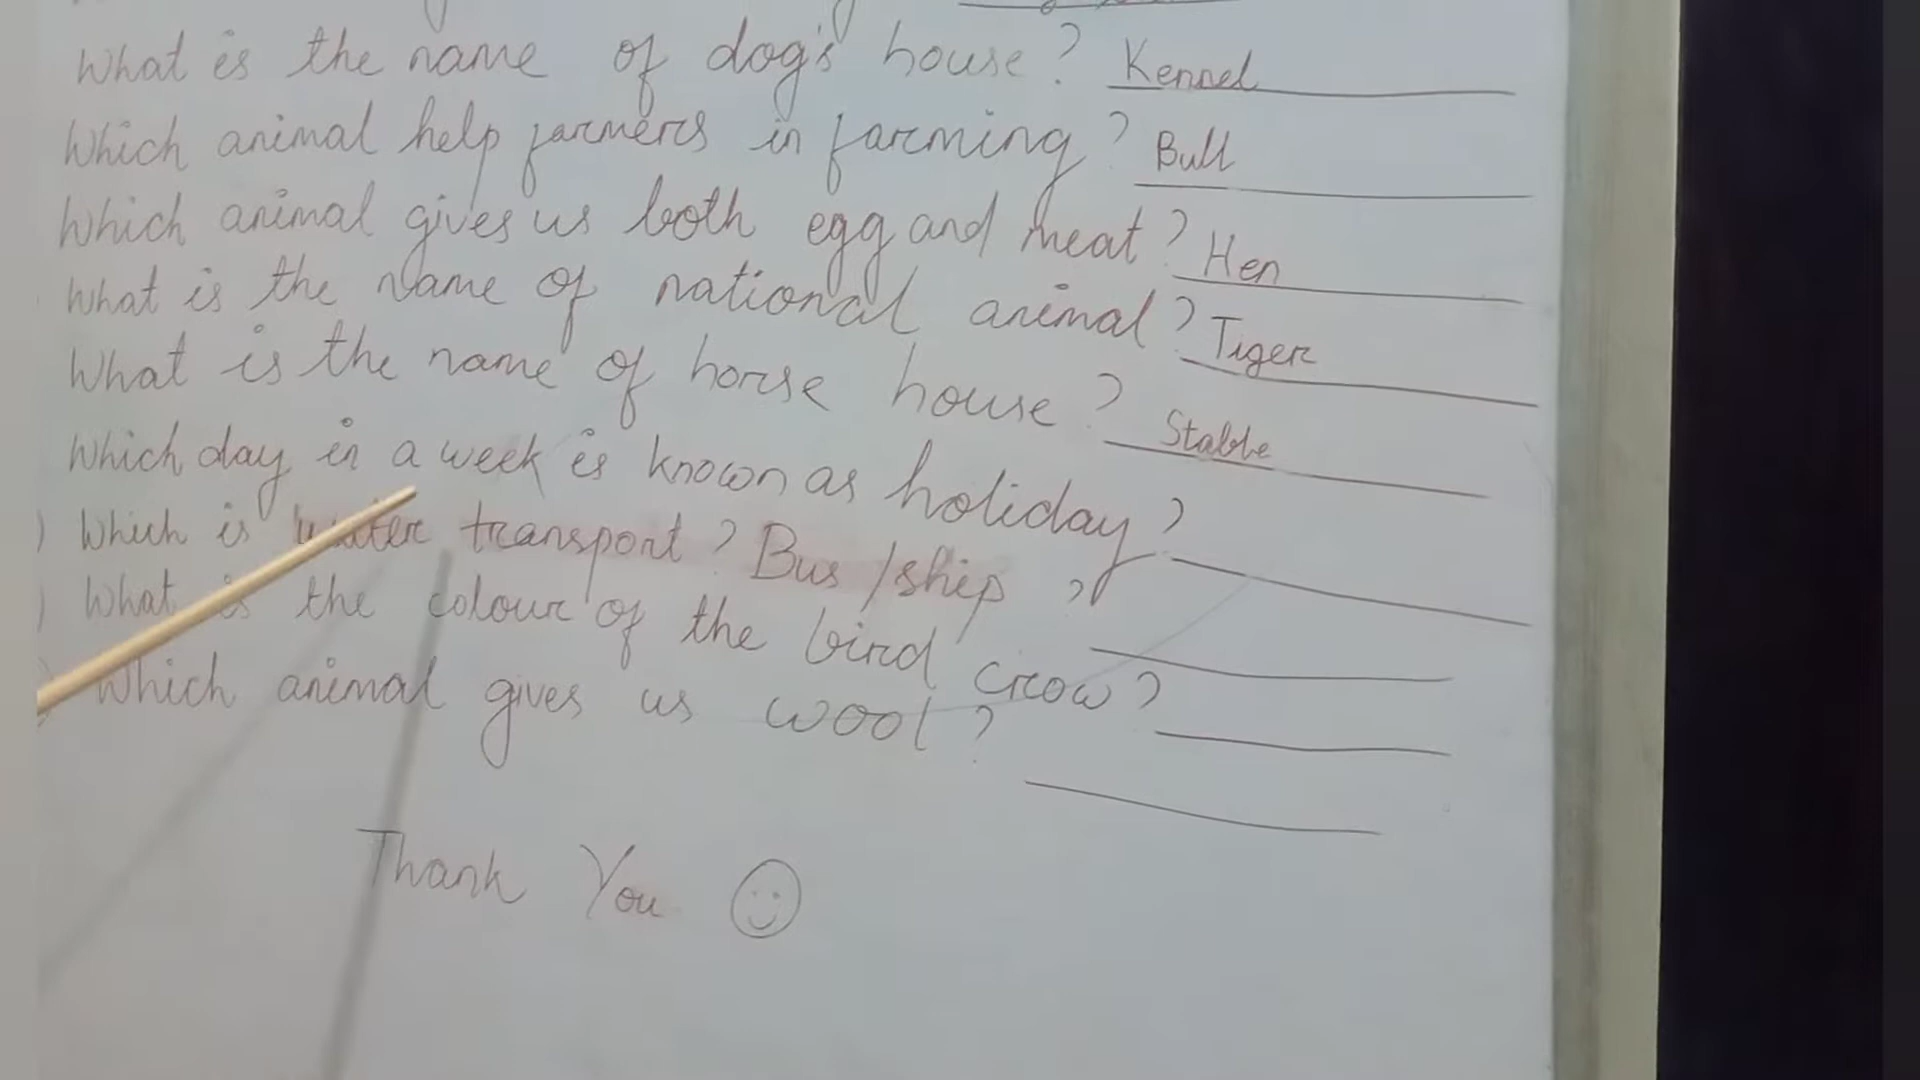 What is the name of dog's house? Kennel
Which animal help farmers in farming? Bull
Which animal gives us both egg and meat? Hen
What is the name of national animal? Tiger
What is the name of horse house? Stable
Which day in a week is known as holiday?
) Which is water transport? Bus/ship ?
) What is the colour of the bird crow?
Which animal gives us wool?
Thank You